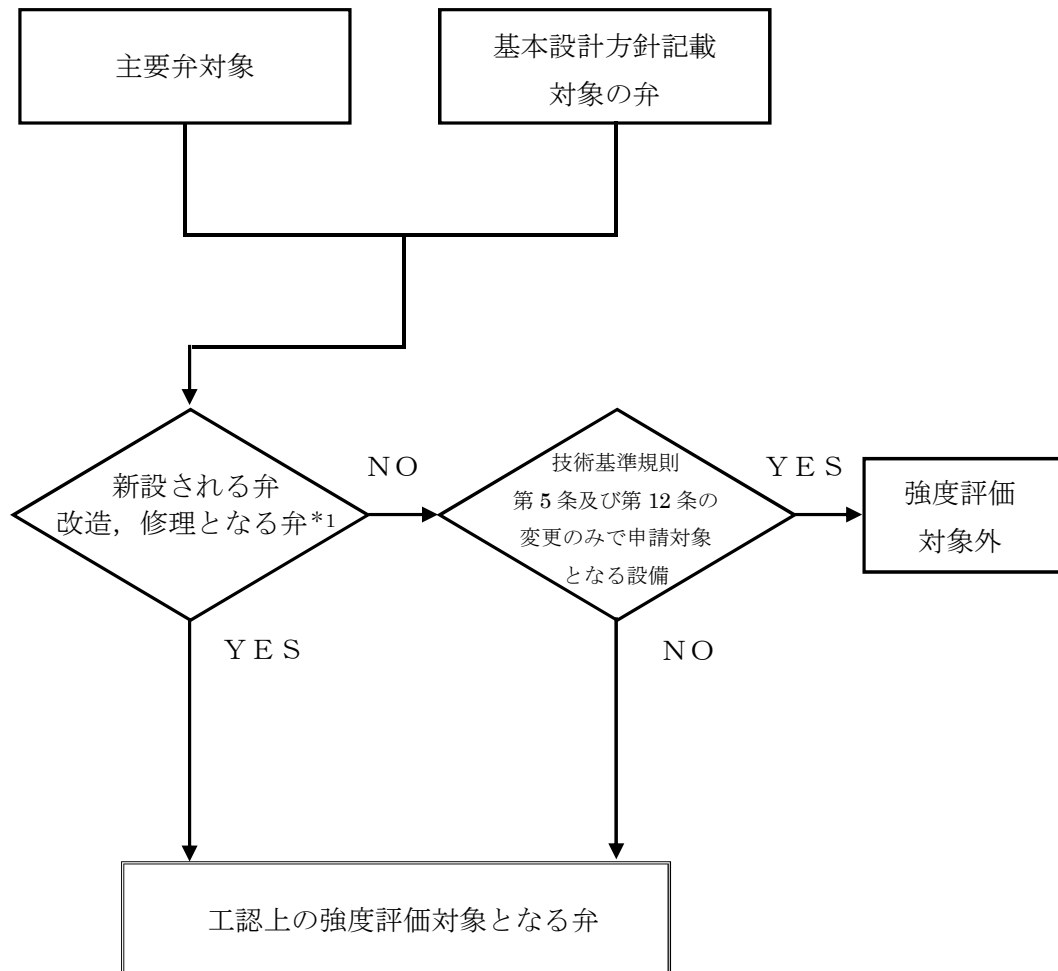 主要弁対象
基本設計方針記載
対象の弁
新設される弁
改造，修理となる弁*1
NO
技術基準規則
第 5 条及び第 12 条の
変更のみで申請対象
となる設備
YES
強度評価
対象外
YES
NO
工認上の強度評価対象となる弁